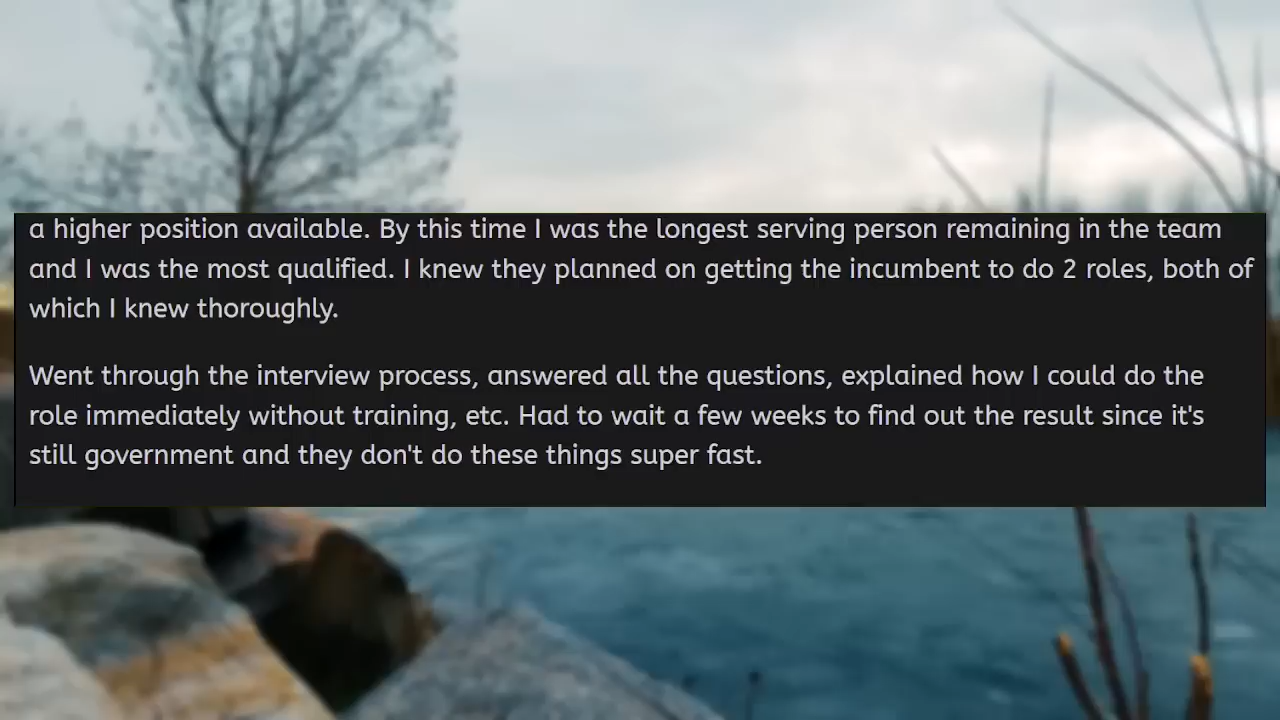 a higher position available. By this time I was the longest serving person remaining in the team
and I was the most qualified. I knew they planned on getting the incumbent to do 2 roles, both of
which I knew thoroughly.
Went through the interview process, answered all the questions, explained how I could do the
role immediately without training, etc. Had to wait a few weeks to find out the result since it's
still government and they don't do these things super fast.